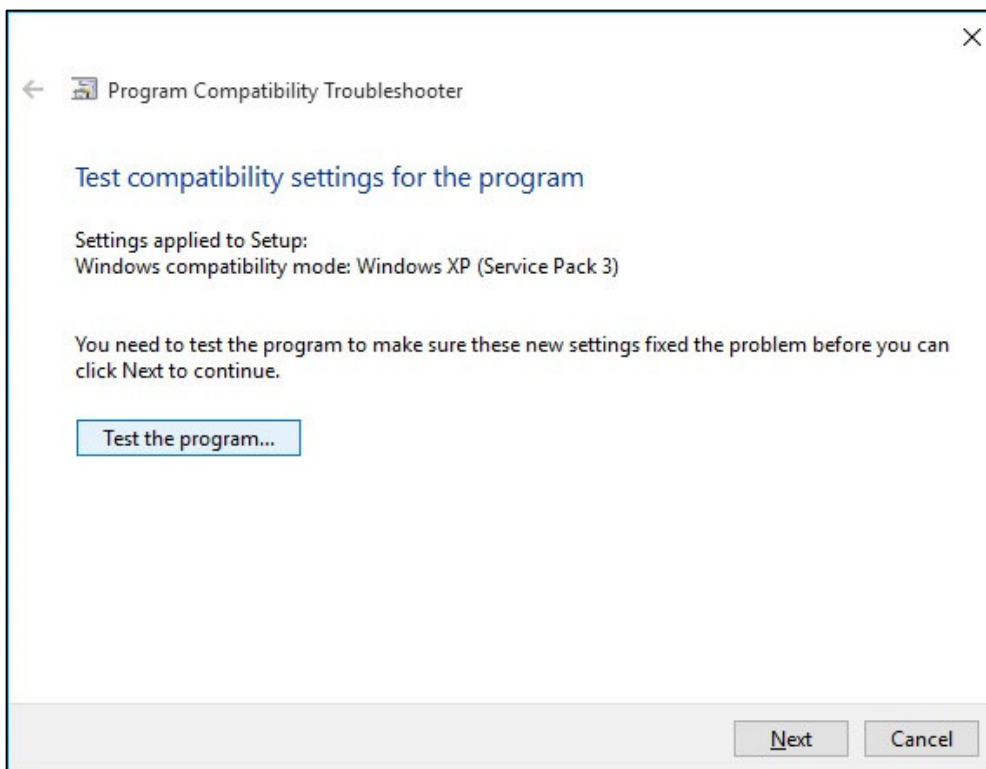 Program Compatibility Troubleshooter
Test compatibility settings for the program
Settings applied to Setup:
Windows compatibility mode: Windows XP (Service Pack 3)
You need to test the program to make sure these new settings fixed the problem before you can
click Next to continue.
Test the program...
Next
Cancel